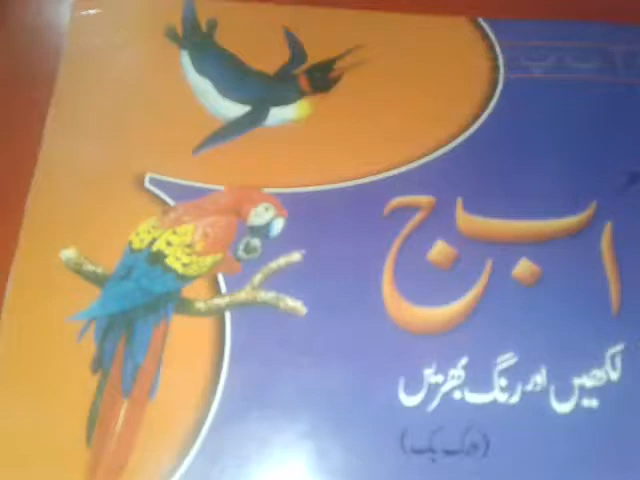 ا ب ج
لکھیں اور رنگ بھریں
(ورک بک)